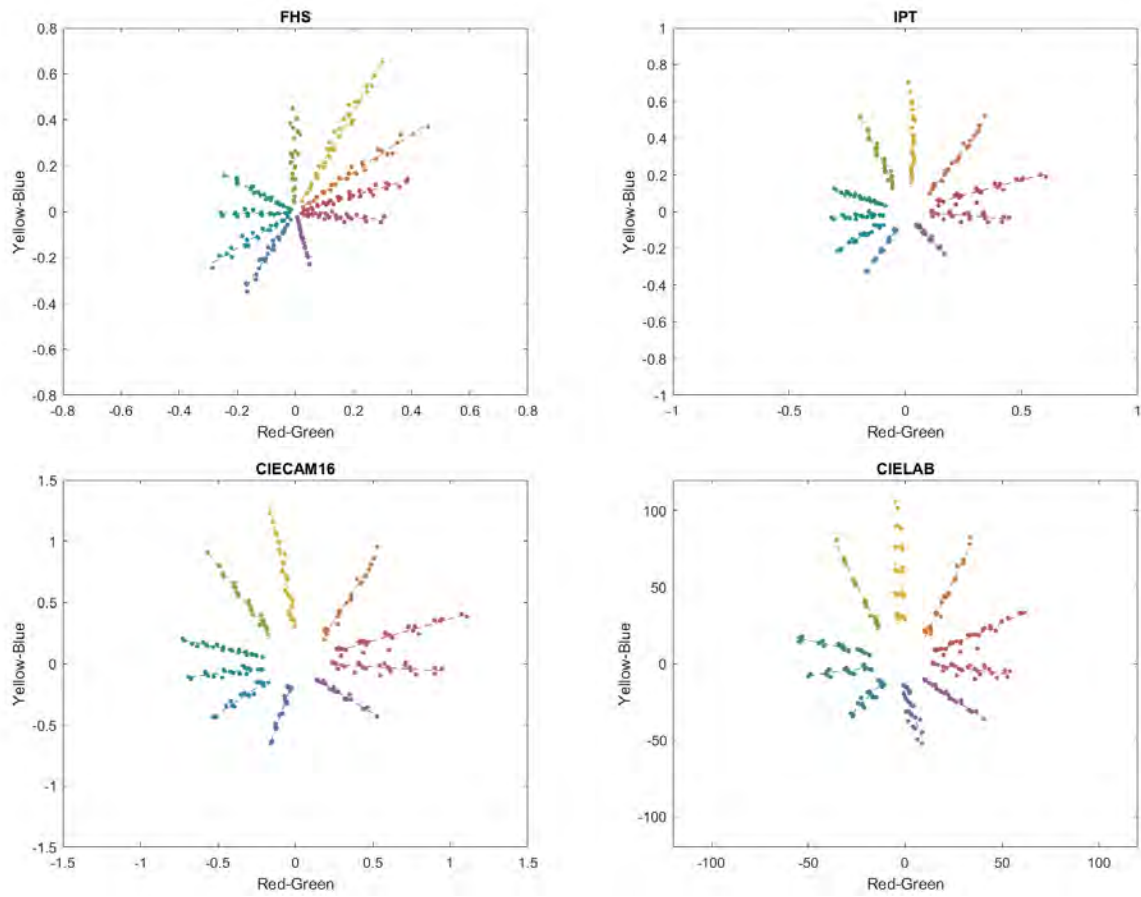 FHS
0.8
0.6
0.4
0.2
0
-0.2
-0.4
-0.6
-0.8
-0.8 -0.6 -0.4 -0.2 0 0.2 0.4 0.6 0.8
Red-Green
Yellow-Blue
IPT
1
0.8
0.6
0.4
0.2
0
-0.2
-0.4
-0.6
-0.8
-1
-1 -0.5 0 0.5 1
Red-Green
Yellow-Blue
CIECAM16
1.5
1
0.5
0
-0.5
-1
-1.5
-1.5 -1 -0.5 0 0.5 1 1.5
Red-Green
Yellow-Blue
CIELAB
100
50
0
-50
-100
-100 -50 0 50 100
Red-Green
Yellow-Blue